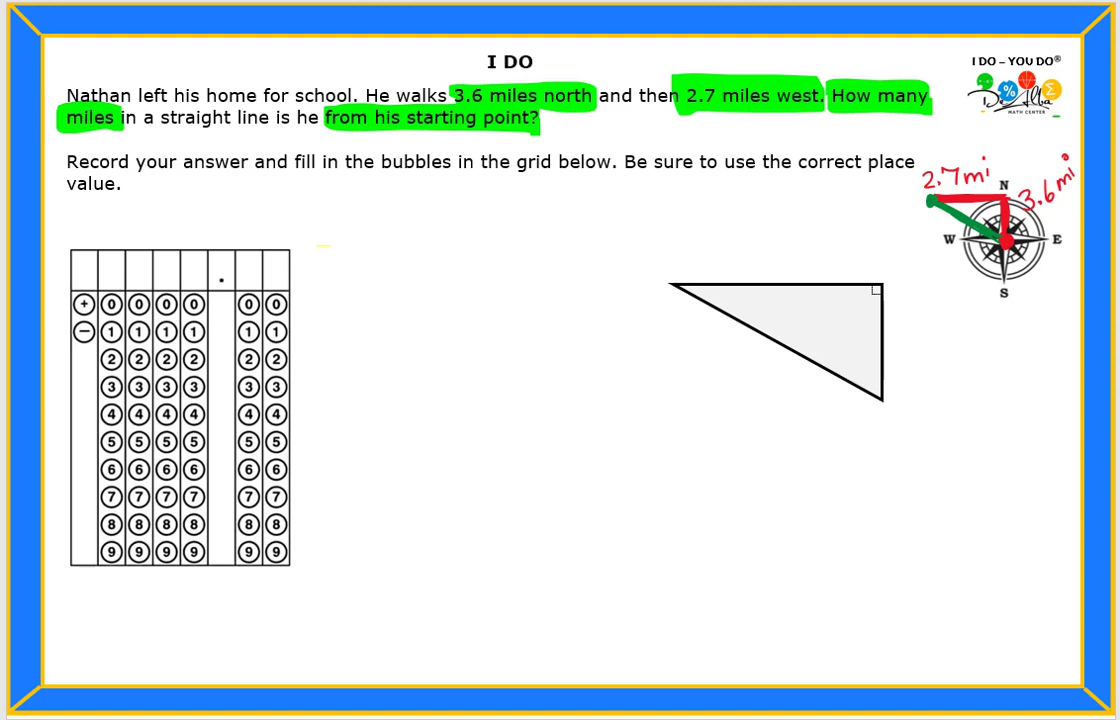 I DO
I DO – YOU DO®
Nathan left his home for school. He walks 3.6 miles north and then 2.7 miles west. How many
miles in a straight line is he from his starting point?
%
Σ
De Alba
MATH CENTER
Record your answer and fill in the bubbles in the grid below. Be sure to use the correct place
value.
2.7mi
3.6mi
N
W
E
S
.
+ 0 0 0 0 0 0
− 1 1 1 1 1 1
2 2 2 2 2 2
3 3 3 3 3 3
4 4 4 4 4 4
5 5 5 5 5 5
6 6 6 6 6 6
7 7 7 7 7 7
8 8 8 8 8 8
9 9 9 9 9 9